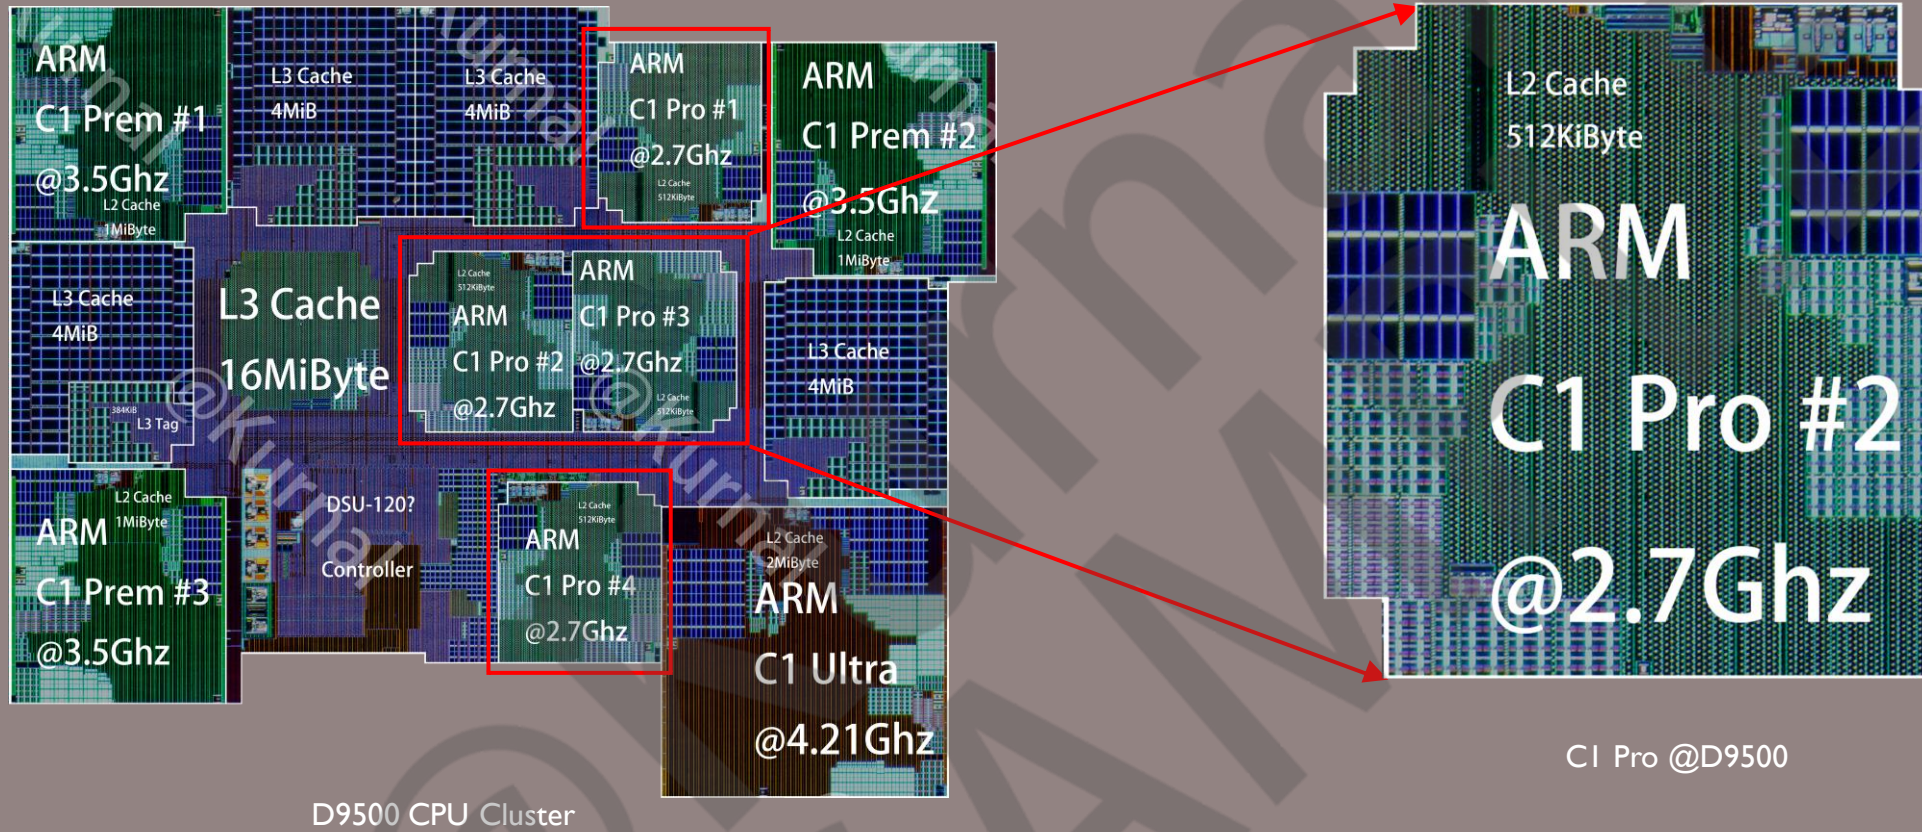 ARM
C1 Prem #1
@3.5Ghz
L2 Cache
1MiByte
L3 Cache
4MiB
L3 Cache
4MiB
ARM
C1 Pro #1
@2.7Ghz
L2 Cache
512KiByte
ARM
C1 Prem #2
@3.5Ghz
L2 Cache
1MiByte
L3 Cache
4MiB
384KiB
L3 Tag
L3 Cache
16MiByte
L2 Cache
512KiByte
ARM
C1 Pro #2
@2.7Ghz
ARM
C1 Pro #3
@2.7Ghz
L2 Cache
512KiByte
L3 Cache
4MiB
L2 Cache
1MiByte
ARM
C1 Prem #3
@3.5Ghz
DSU-120?
Controller
L2 Cache
512KiByte
ARM
C1 Pro #4
@2.7Ghz
L2 Cache
2MiByte
ARM
C1 Ultra
@4.21Ghz
D9500 CPU Cluster
L2 Cache
512KiByte
ARM
C1 Pro #2
@2.7Ghz
C1 Pro @D9500
@Kurnal
@Kurnal